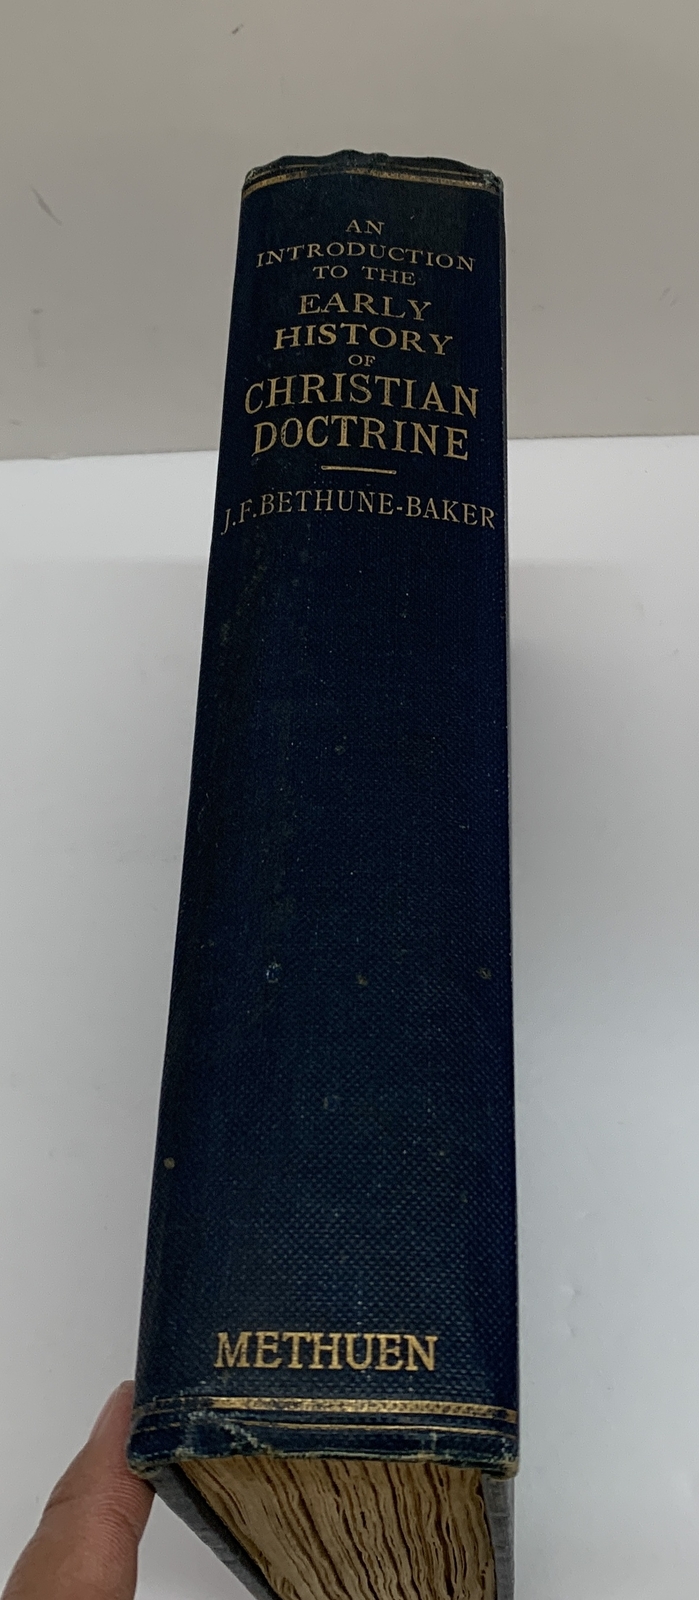 AN
INTRODUCTION
TO THE
EARLY
HISTORY
OF
CHRISTIAN
DOCTRINE
J.F.BETHUNE-BAKER
METHUEN